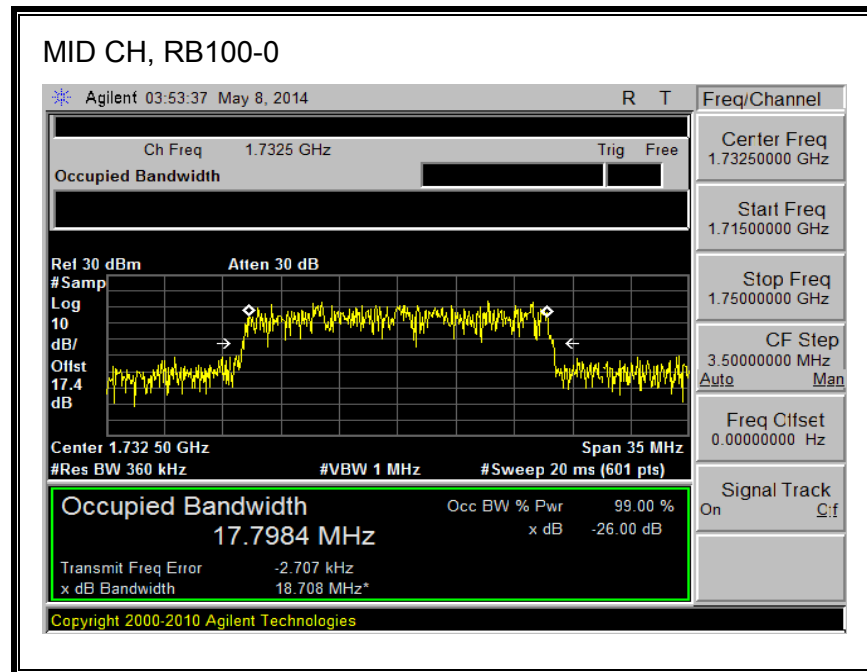 MID CH, RB100-0
Agilent 03:53:37 May 8, 2014 R T
Freq/Channel
Ch Freq 1.7325 GHz Trig Free
Occupied Bandwidth
Center Freq
1.73250000 GHz
Start Freq
1.71500000 GHz
Stop Freq
1.75000000 GHz
CF Step
3.50000000 MHz
Auto Man
Freq Offset
0.00000000 Hz
Signal Track
On Off
Ref 30 dBm Atten 30 dB
#Samp
Log
10
dB/
Offst
17.4
dB
Center 1.732 50 GHz Span 35 MHz
#Res BW 360 kHz #VBW 1 MHz #Sweep 20 ms (601 pts)
Occupied Bandwidth
17.7984 MHz
Occ BW % Pwr 99.00 %
x dB -26.00 dB
Transmit Freq Error -2.707 kHz
x dB Bandwidth 18.708 MHz*
Copyright 2000-2010 Agilent Technologies